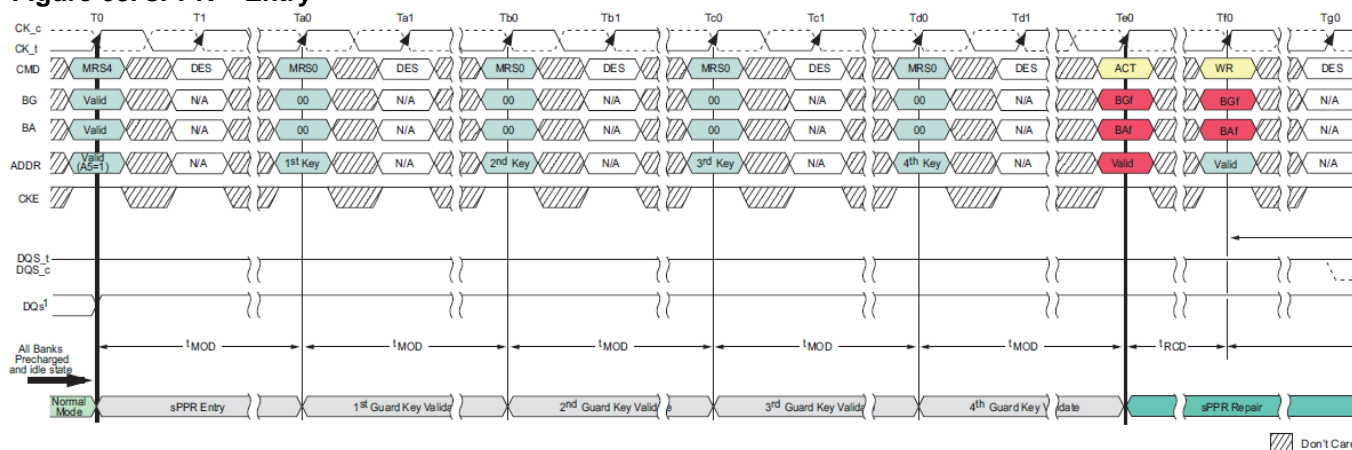 CK_c
CK_t
T0 T1 Ta0 Ta1 Tb0 Tb1 Tc0 Tc1 Td0 Td1 Te0 Tf0 Tg0
CMD MRS4 DES MRS0 DES MRS0 DES MRS0 DES MRS0 DES ACT WR DES
BG Valid N/A 00 N/A 00 N/A 00 N/A 00 N/A BGf BGf N/A
BA Valid N/A 00 N/A 00 N/A 00 N/A 00 N/A BAf BAf N/A
ADDR Valid (A5=1) N/A 1st Key N/A 2nd Key N/A 3rd Key N/A 4th Key N/A Valid Valid N/A
CKE
DQS_t
DQS_c
DQs1
All Banks
Precharged
and idle state
tMOD tMOD tMOD tMOD tMOD tRCD
Normal
Mode
sPPR Entry 1st Guard Key Valida 2nd Guard Key Valid e 3rd Guard Key Valida 4th Guard Key V idate sPPR Repair
Don't Care